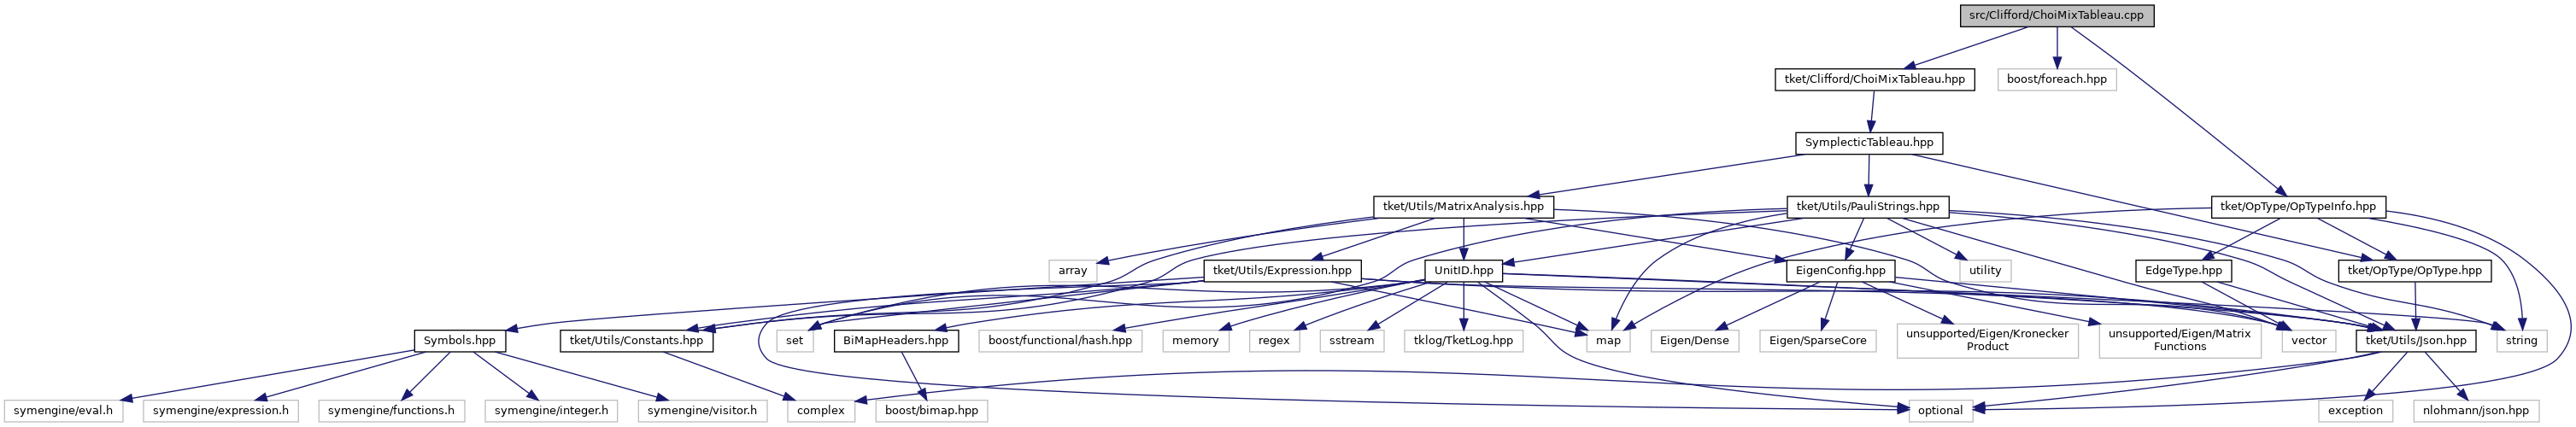 src/Clifford/ChoiMixTableau.cpp
tket/Clifford/ChoiMixTableau.hpp
boost/foreach.hpp
SymplecticTableau.hpp
tket/Utils/MatrixAnalysis.hpp
tket/Utils/PauliStrings.hpp
tket/OpType/OpTypeInfo.hpp
array
tket/Utils/Expression.hpp
UnitID.hpp
EigenConfig.hpp
utility
EdgeType.hpp
tket/OpType/OpType.hpp
Symbols.hpp
tket/Utils/Constants.hpp
set
BiMapHeaders.hpp
boost/functional/hash.hpp
memory
regex
sstream
tklog/TketLog.hpp
map
Eigen/Dense
Eigen/SparseCore
unsupported/Eigen/Kronecker
Product
unsupported/Eigen/Matrix
Functions
vector
tket/Utils/Json.hpp
string
symengine/eval.h
symengine/expression.h
symengine/functions.h
symengine/integer.h
symengine/visitor.h
complex
boost/bimap.hpp
optional
exception
nlohmann/json.hpp